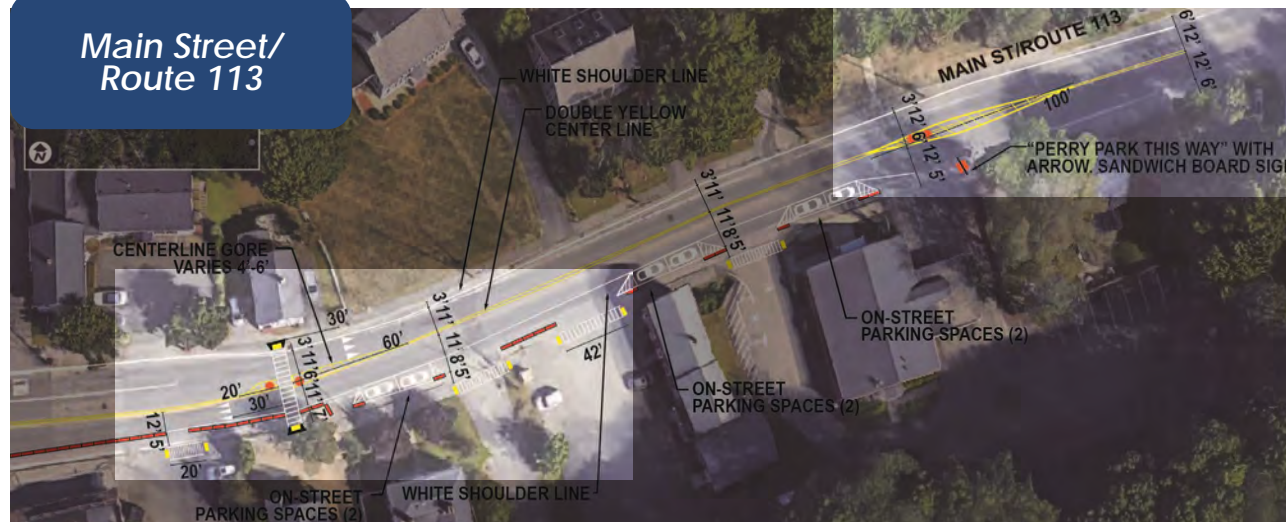 Main Street/
Route 113
N
WHITE SHOULDER LINE
DOUBLE YELLOW
CENTER LINE
MAIN ST/ROUTE 113
6' 12' 12' 6'
100'
3' 12' 6' 12' 5'
"PERRY PARK THIS WAY" WITH
ARROW. SANDWICH BOARD SIG
3' 11' 11' 8' 5'
CENTERLINE GORE
VARIES 4'-6'
30'
60'
3' 11' 11' 8' 5'
3' 11' 6' 11' 7'
20'
30'
42'
12' 5'
20'
ON-STREET
PARKING SPACES (2)
ON-STREET
PARKING SPACES (2)
ON-STREET
PARKING SPACES (2)
WHITE SHOULDER LINE